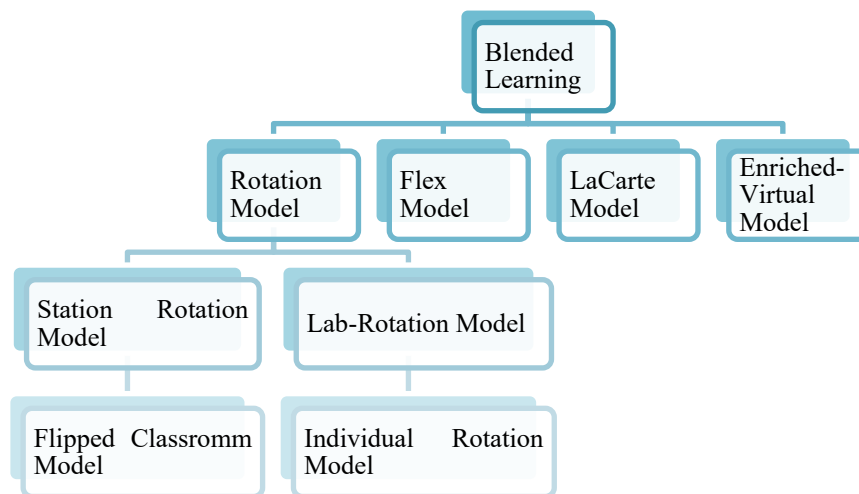 Blended
Learning
Rotation
Model
Flex
Model
LaCarte
Model
Enriched-
Virtual
Model
Station Rotation
Model
Lab-Rotation Model
Flipped Classromm
Model
Individual Rotation
Model